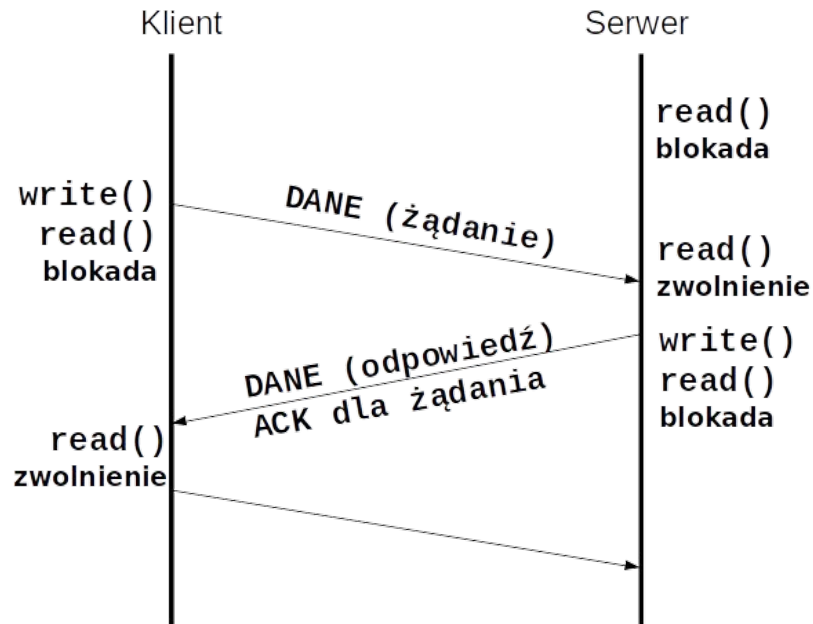 Klient
Serwer
read()
blokada
write()
read()
blokada
DANE (żądanie)
read()
zwolnienie
write()
read()
blokada
DANE (odpowiedź)
ACK dla żądania
read()
zwolnienie